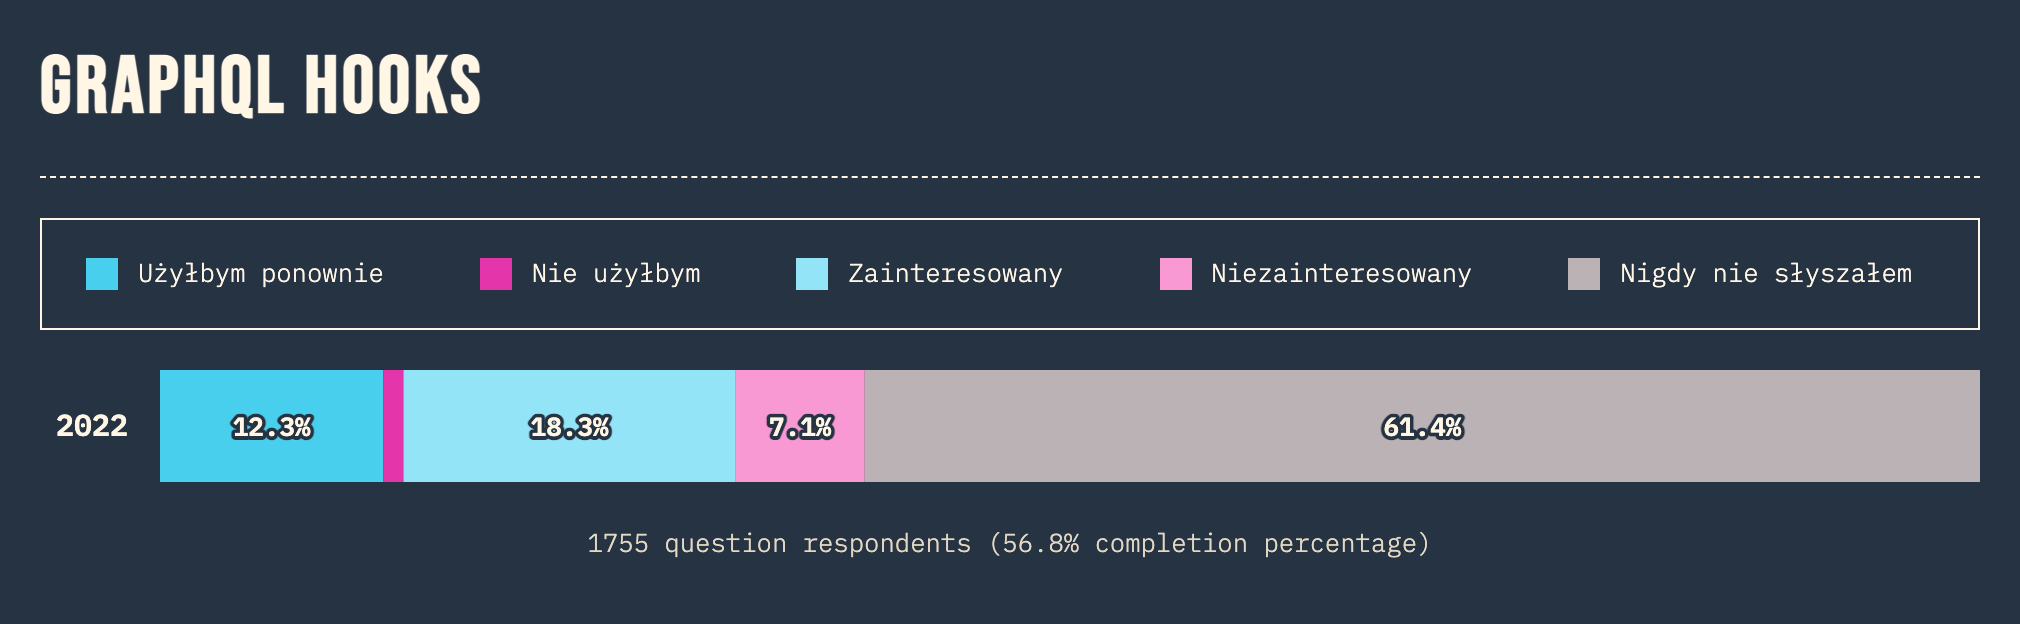 GRAPHQL HOOKS
Użyłbym ponownie Nie użyłbym Zainteresowany Niezainteresowany Nigdy nie słyszałem
2022 12.3% 18.3% 7.1% 61.4%
1755 question respondents (56.8% completion percentage)